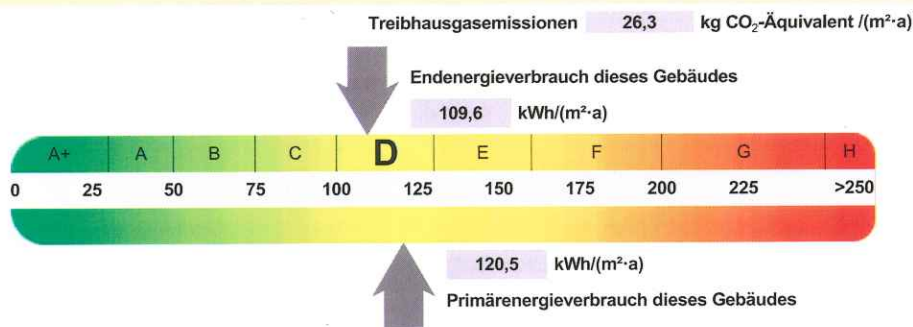 Treibhausgasemissionen 26,3 kg CO₂-Äquivalent /(m²·a)
Endenergieverbrauch dieses Gebäudes
109,6 kWh/(m²·a)
A+ A B C D E F G H
0 25 50 75 100 125 150 175 200 225 >250
120,5 kWh/(m²·a)
Primärenergieverbrauch dieses Gebäudes